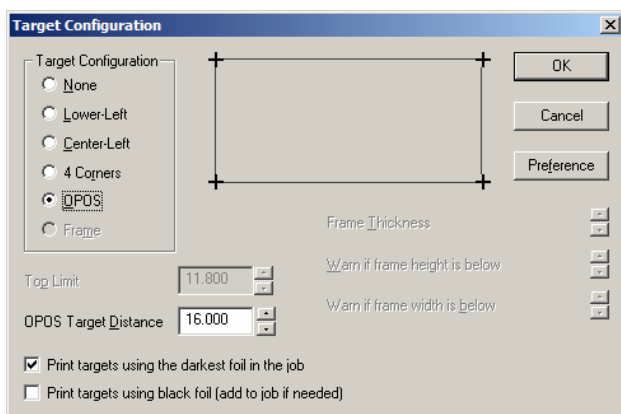 Target Configuration
Target Configuration
None
Lower-Left
Center-Left
4 Corners
OPOS
Frame
OK
Cancel
Preference
Frame Thickness
Warn if frame height is below
Warn if frame width is below
Top Limit 11.800
OPOS Target Distance 16.000
Print targets using the darkest foil in the job
Print targets using black foil (add to job if needed)